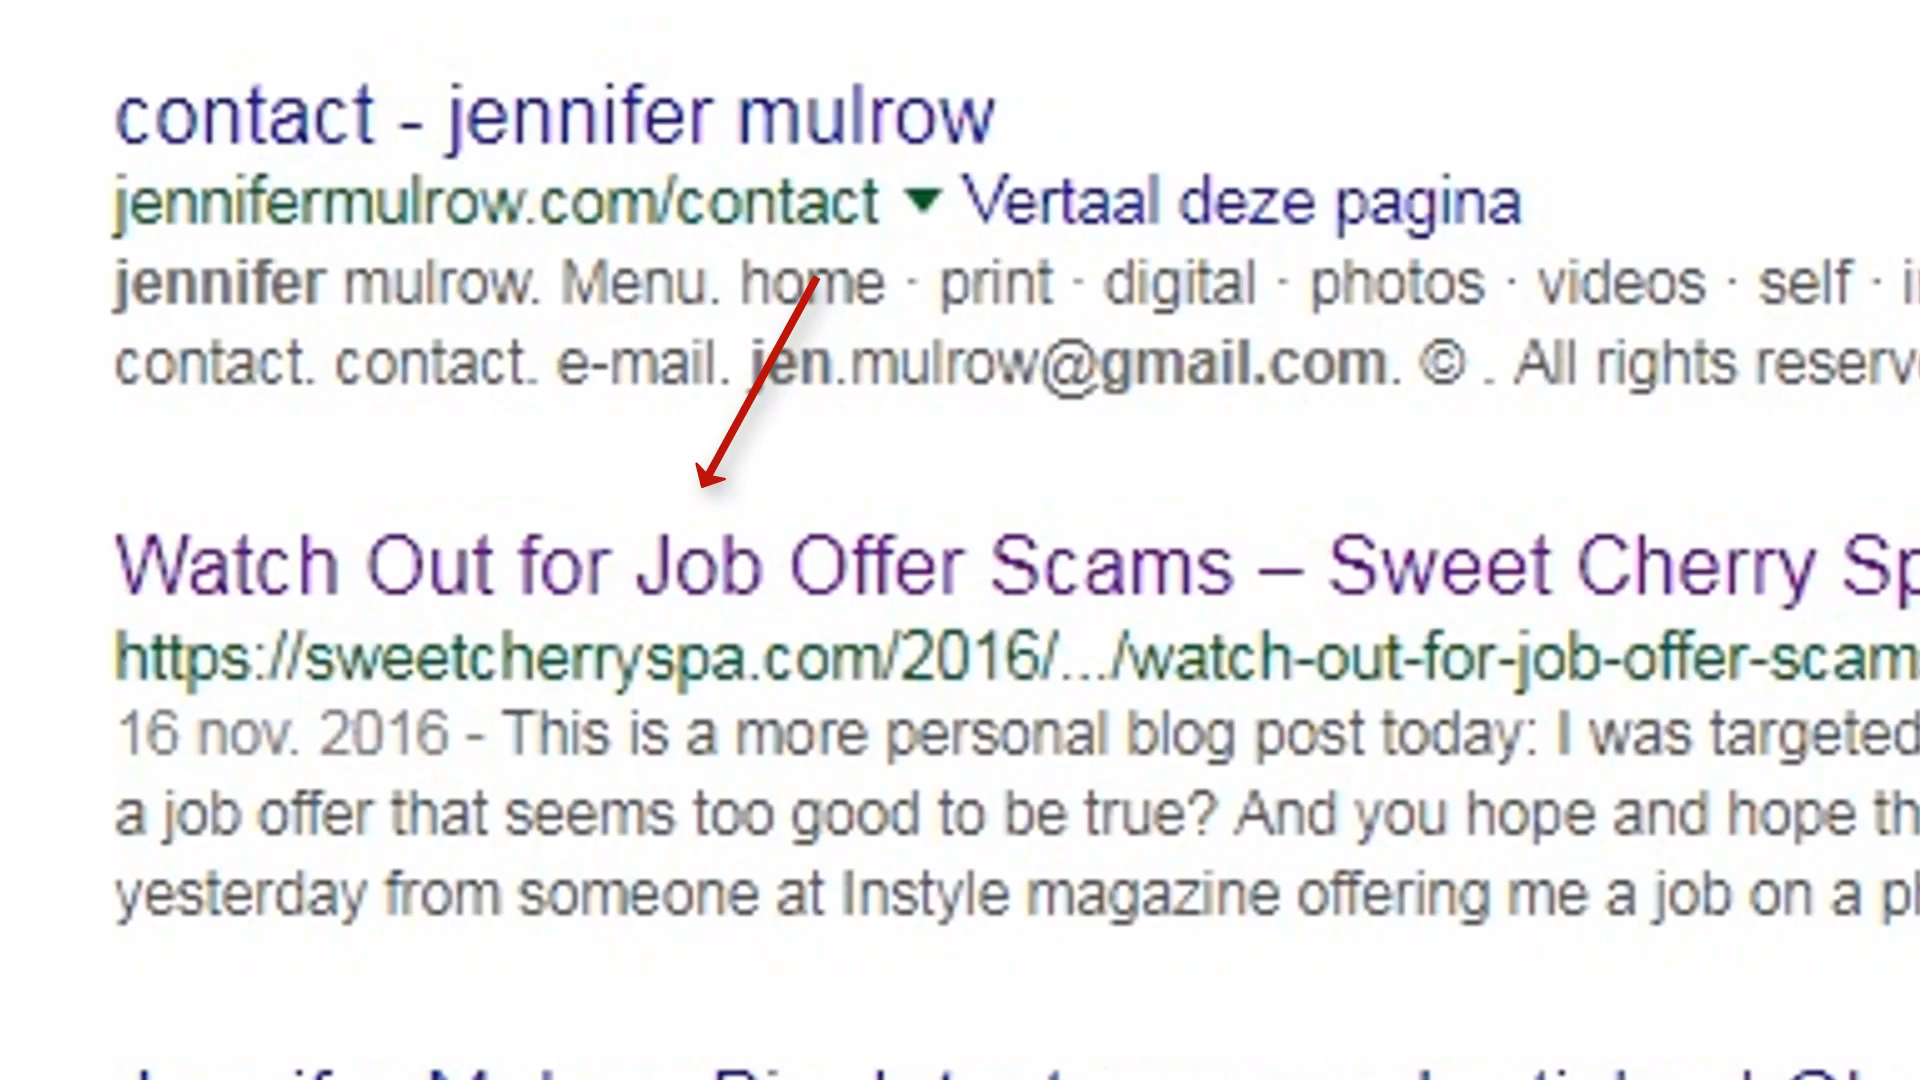 contact - jennifer mulrow
jennifermulrow.com/contact ▼ Vertaal deze pagina
jennifer mulrow. Menu. home · print · digital · photos · videos · self ·
contact. contact. e-mail. jen.mulrow@gmail.com. © . All rights
Watch Out for Job Offer Scams – Sweet Cherry
https://sweetcherryspa.com/2016/.../watch-out-for-job-offer-scam
16 nov. 2016 - This is a more personal blog post today: I was targeted
a job offer that seems too good to be true? And you hope and hope
yesterday from someone at Instyle magazine offering me a job on a